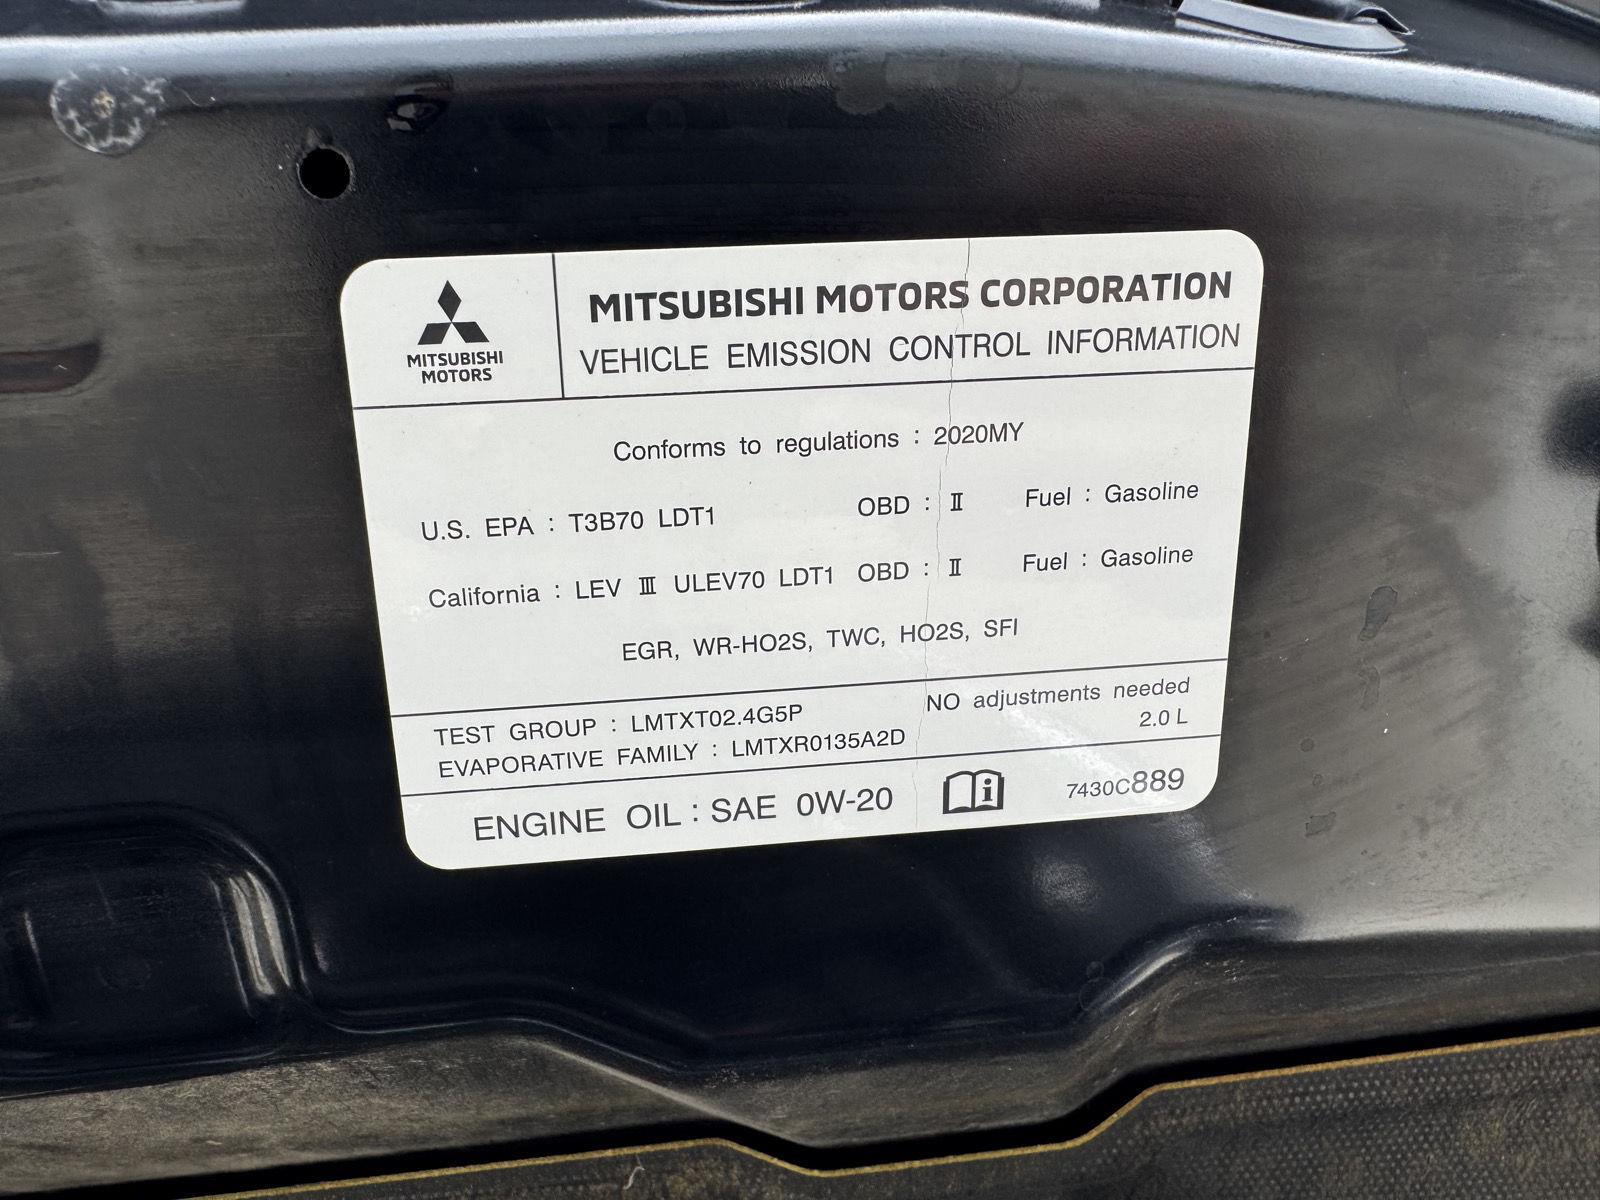 MITSUBISHI
MOTORS
MITSUBISHI MOTORS CORPORATION
VEHICLE EMISSION CONTROL INFORMATION
Conforms to regulations : 2020MY
U.S. EPA : T3B70 LDT1 OBD : Ⅱ Fuel : Gasoline
California : LEV Ⅲ ULEV70 LDT1 OBD : Ⅱ Fuel : Gasoline
EGR, WR-HO2S, TWC, HO2S, SFI
TEST GROUP : LMTXT02.4G5P NO adjustments needed
EVAPORATIVE FAMILY : LMTXR0135A2D 2.0 L
ENGINE OIL : SAE 0W-20 7430C889